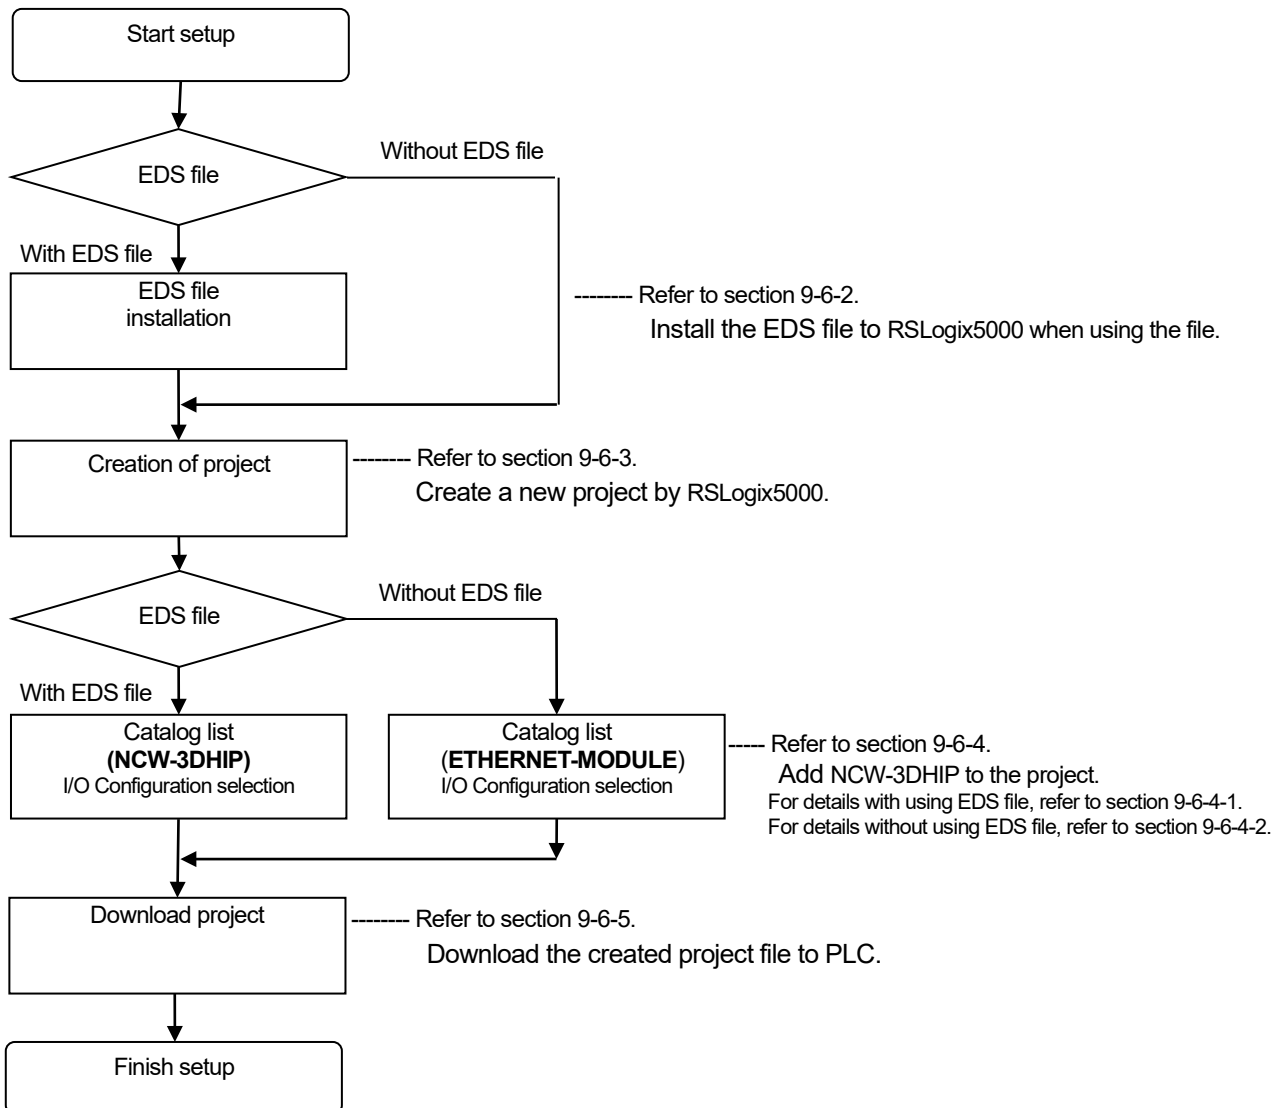 Start setup
EDS file
Without EDS file
With EDS file
EDS file
installation
-------- Refer to section 9-6-2.
Install the EDS file to RSLogix5000 when using the file.
Creation of project
-------- Refer to section 9-6-3.
Create a new project by RSLogix5000.
EDS file
Without EDS file
With EDS file
Catalog list
(NCW-3DHIP)
I/O Configuration selection
Catalog list
(ETHERNET-MODULE)
I/O Configuration selection
----- Refer to section 9-6-4.
Add NCW-3DHIP to the project.
For details with using EDS file, refer to section 9-6-4-1.
For details without using EDS file, refer to section 9-6-4-2.
Download project
-------- Refer to section 9-6-5.
Download the created project file to PLC.
Finish setup